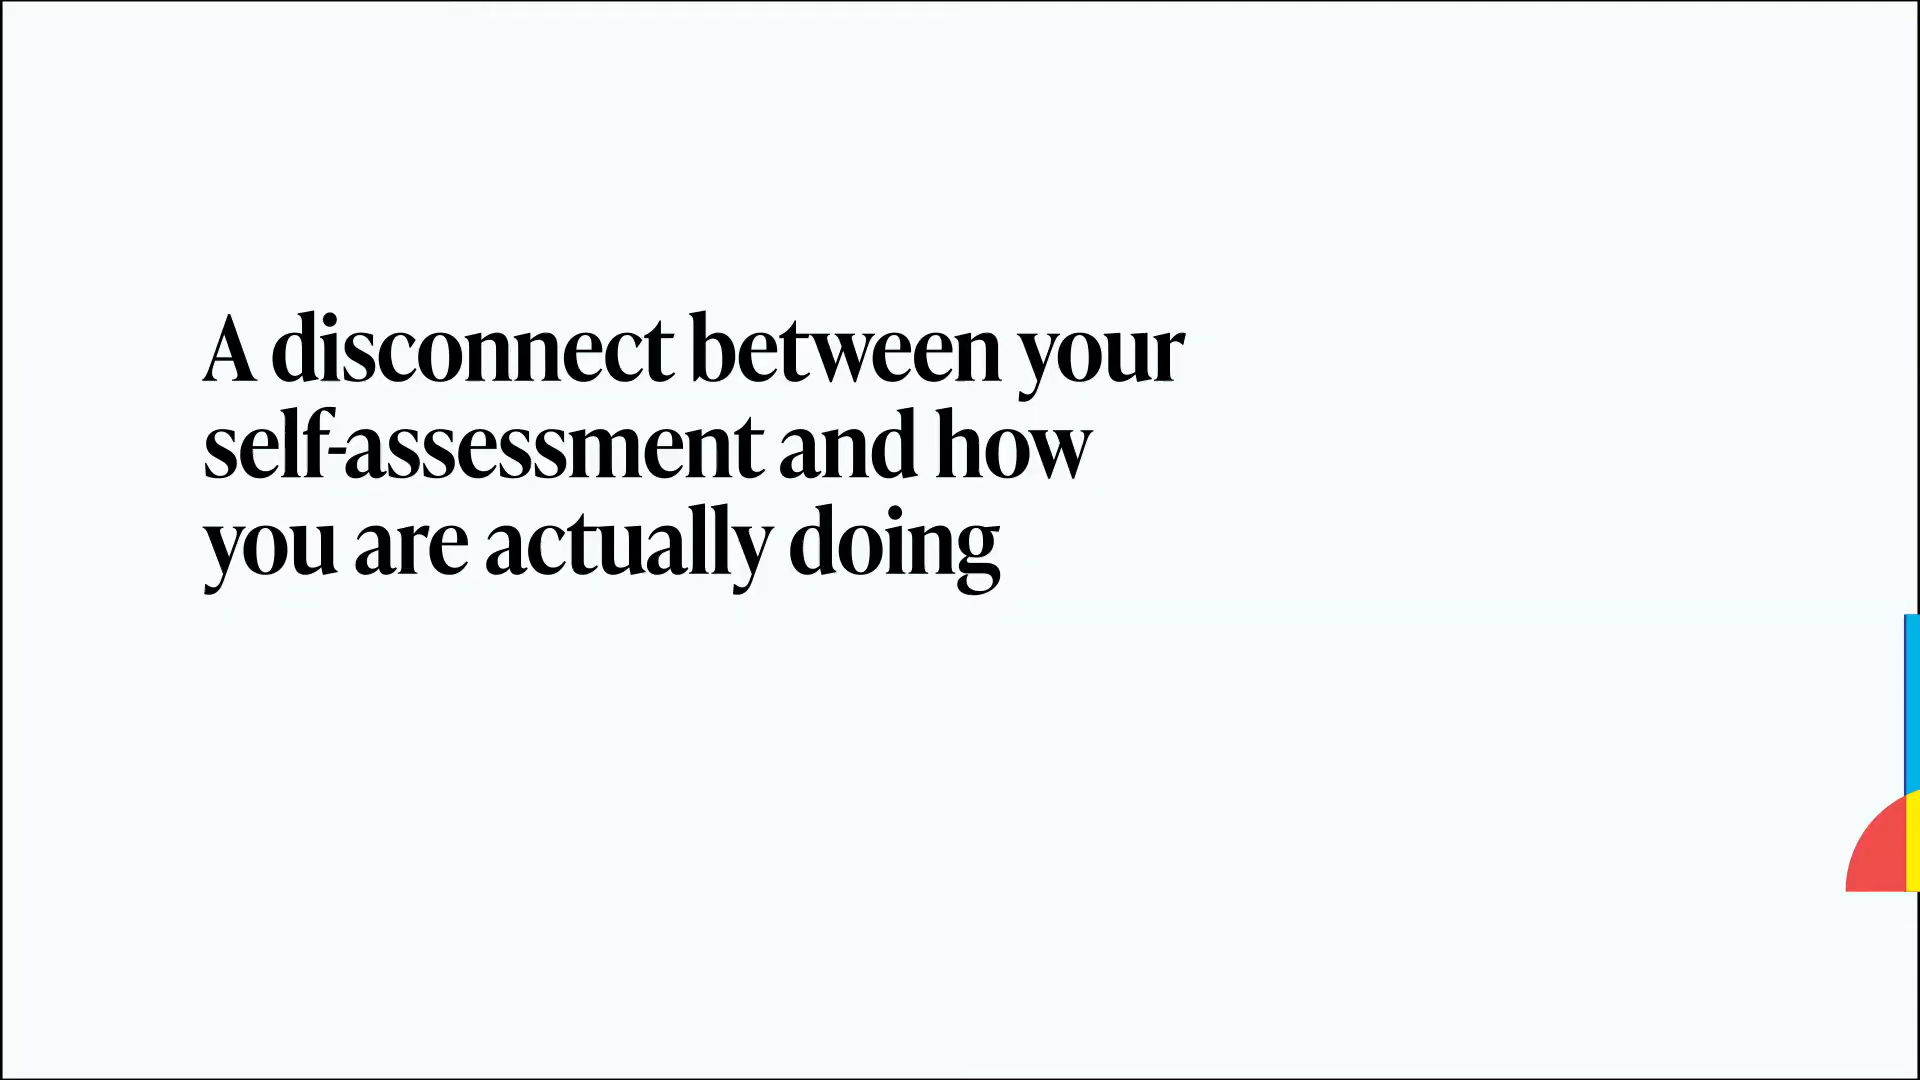 A disconnect between your
self-assessment and how
you are actually doing